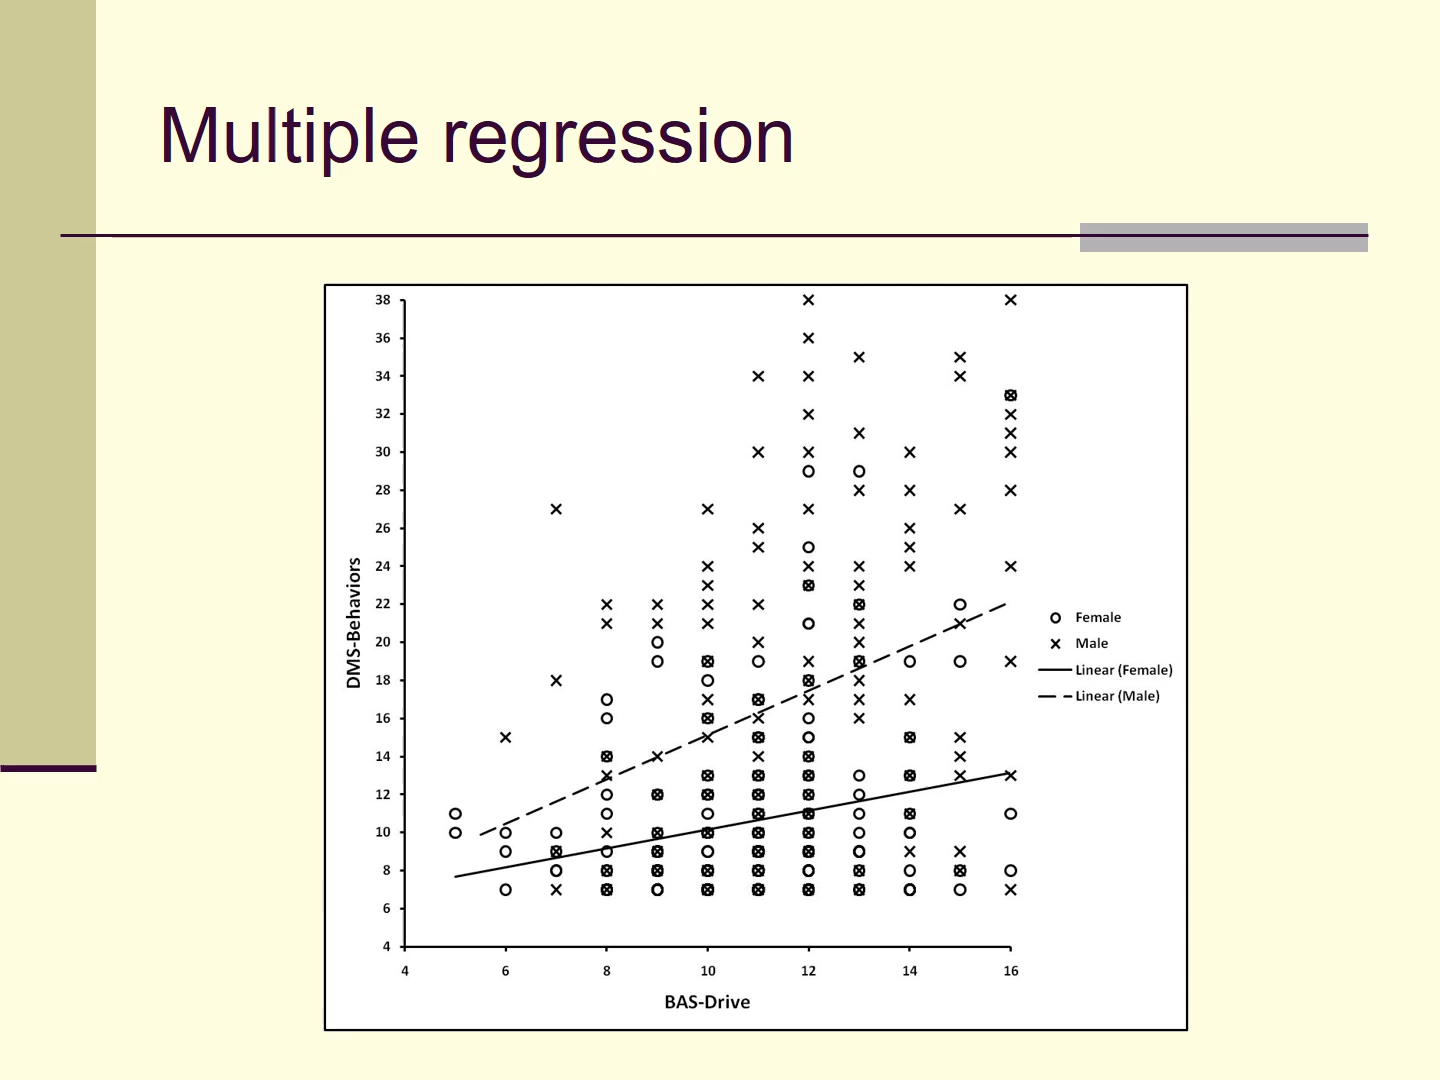 Multiple regression
38
36
34
32
30
28
26
24
22
20
18
16
14
12
10
8
6
4
DMS-Behaviors
4 6 8 10 12 14 16
BAS-Drive
Female
Male
Linear (Female)
Linear (Male)